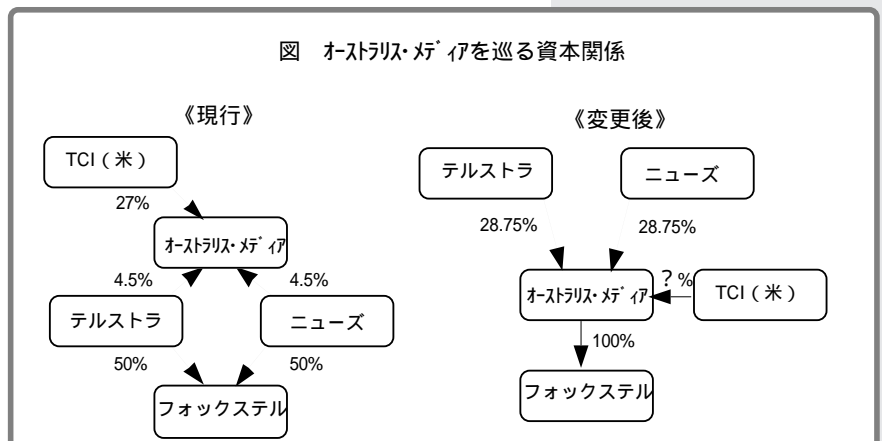 図　ｵｰｽﾄﾗﾘｽ･ﾒﾃﾞｨｱを巡る資本関係
《現行》
TCI（米）
27%
ｵｰｽﾄﾗﾘｽ･ﾒﾃﾞｨｱ
4.5%
4.5%
テルストラ
ニューズ
50%
50%
フォックステル
《変更後》
テルストラ
ニューズ
28.75%
28.75%
ｵｰｽﾄﾗﾘｽ･ﾒﾃﾞｨｱ
？%
TCI（米）
100%
フォックステル